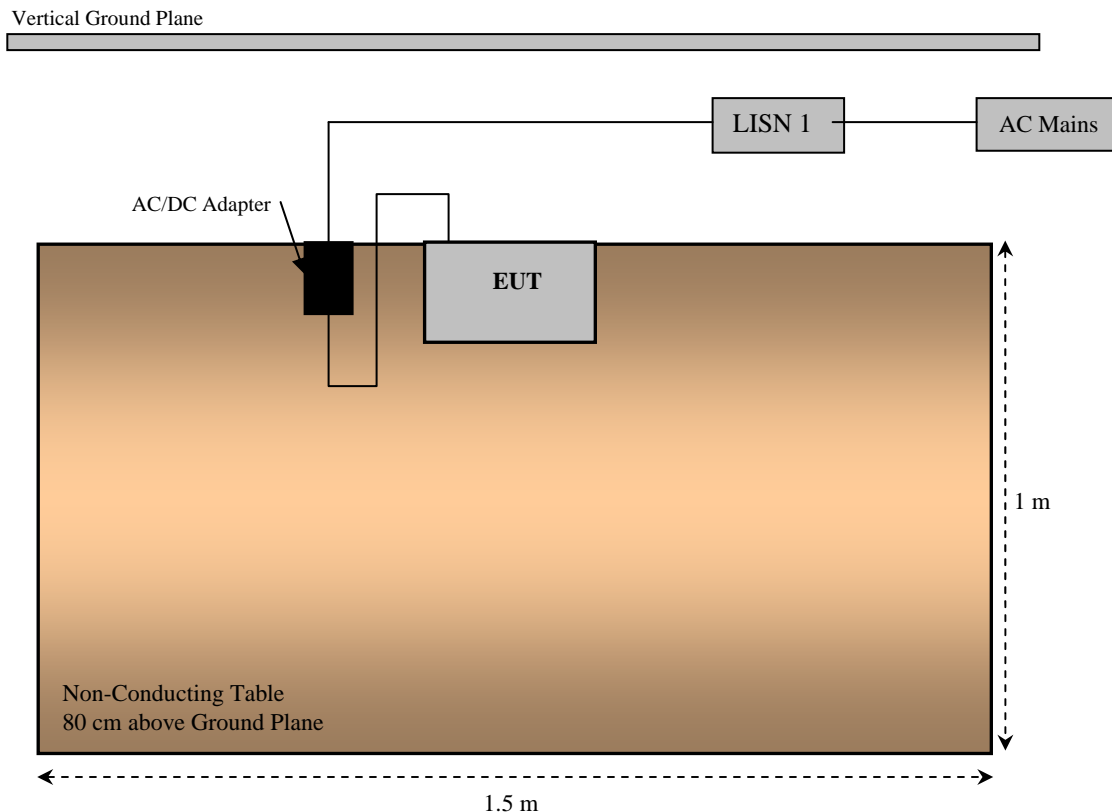 Vertical Ground Plane
LISN 1
AC Mains
AC/DC Adapter
EUT
1 m
Non-Conducting Table
80 cm above Ground Plane
1.5 m